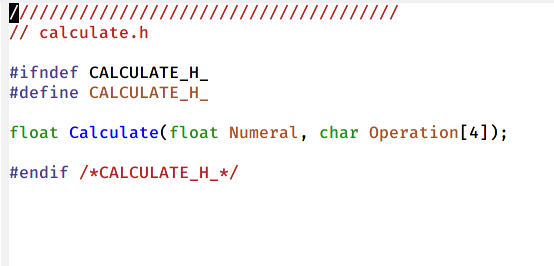 ///////////////////////////////////////
// calculate.h
#ifndef CALCULATE_H_
#define CALCULATE_H_
float Calculate(float Numeral, char Operation[4]);
#endif /*CALCULATE_H_*/